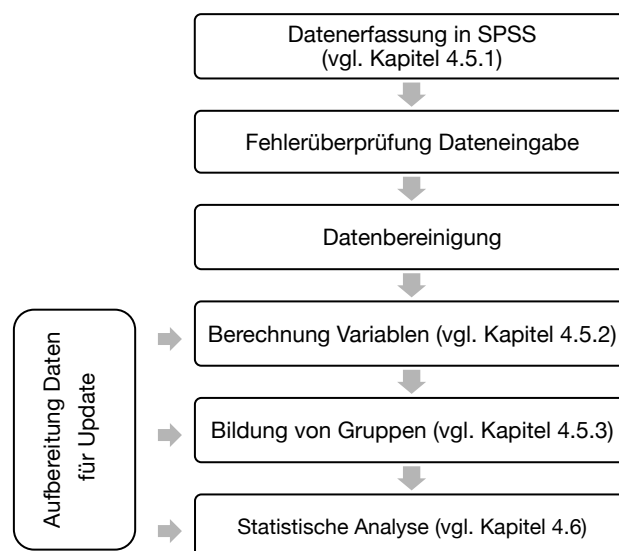 Datenerfassung in SPSS
(vgl. Kapitel 4.5.1)
Fehlerüberprüfung Dateneingabe
Datenbereinigung
Berechnung Variablen (vgl. Kapitel 4.5.2)
Bildung von Gruppen (vgl. Kapitel 4.5.3)
Statistische Analyse (vgl. Kapitel 4.6)
Aufbereitung Daten
für Update